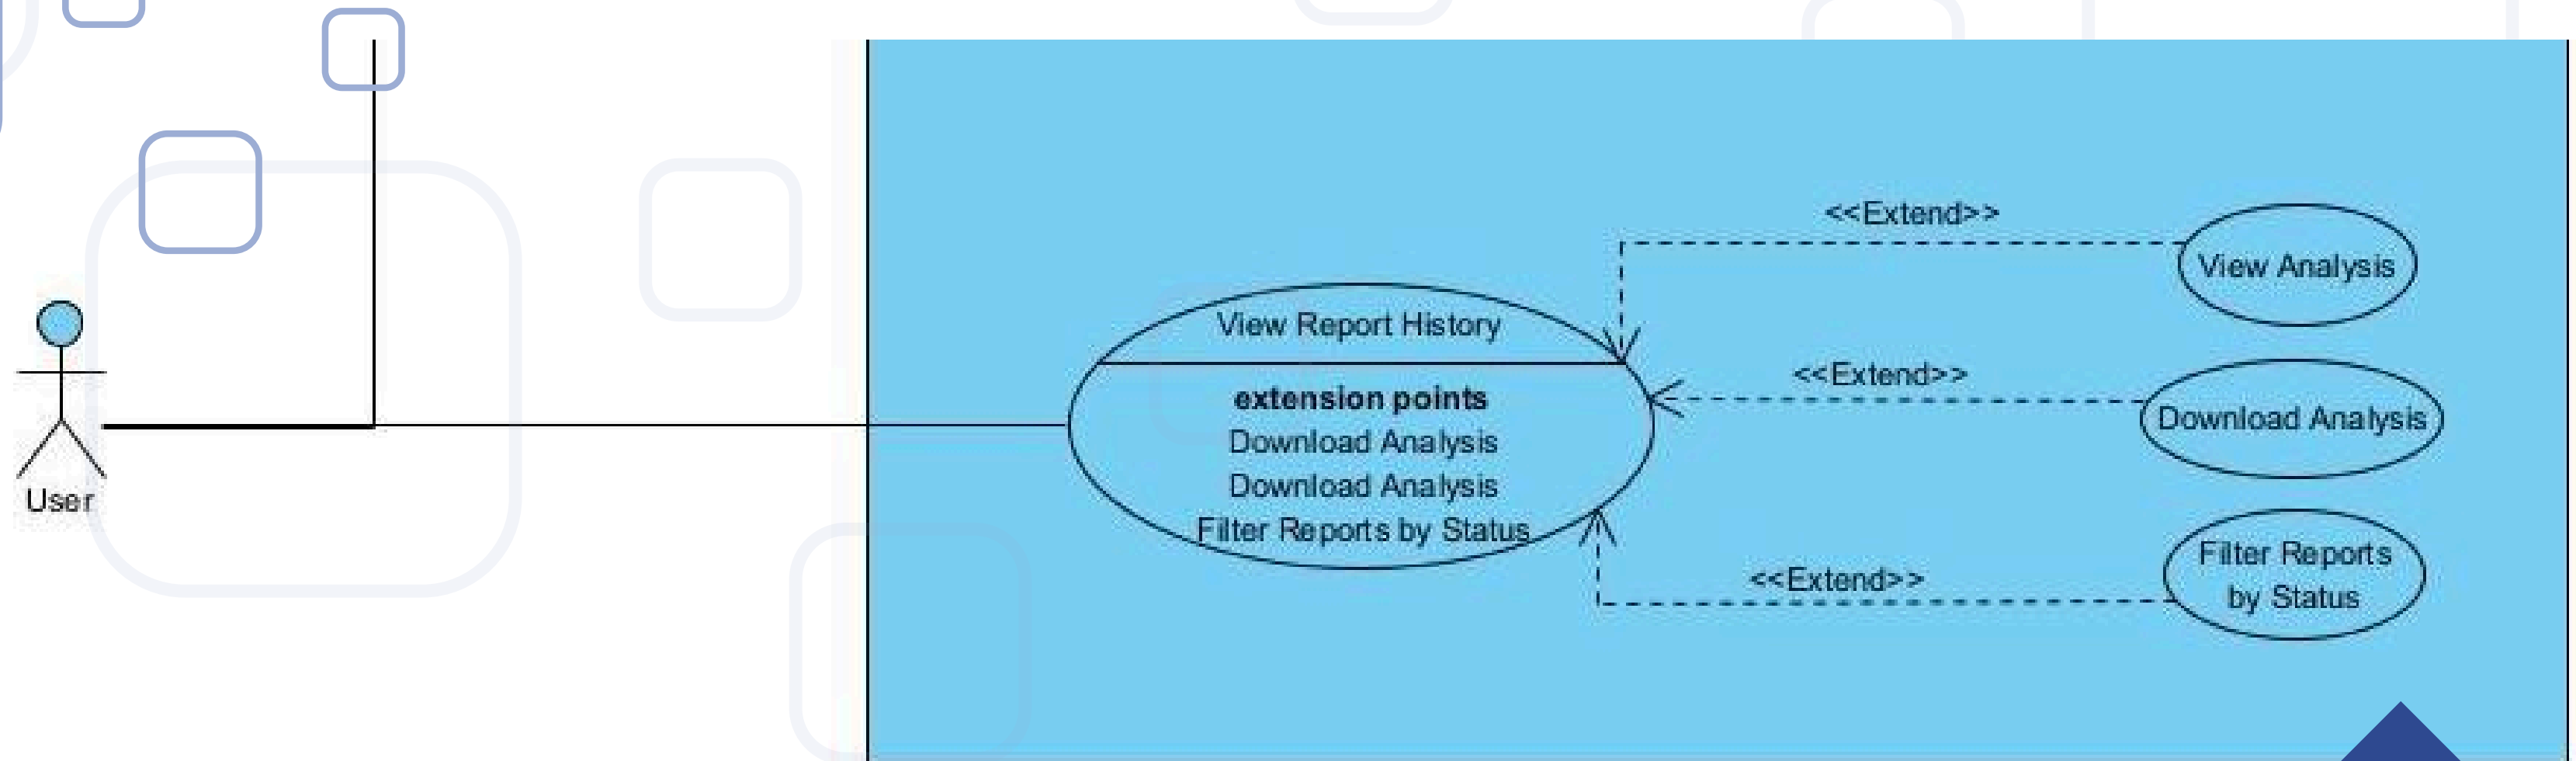 User
View Report History
extension points
Download Analysis
Download Analysis
Filter Reports by Status
<<Extend>>
View Analysis
<<Extend>>
Download Analysis
<<Extend>>
Filter Reports
by Status